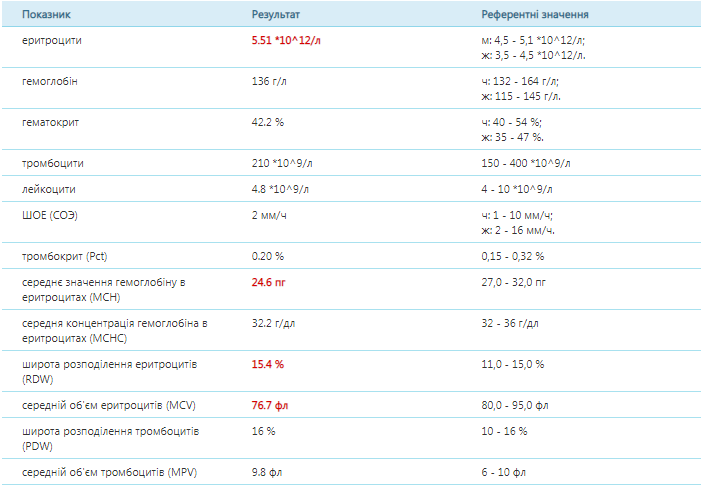 Показник Результат Референтні значення
еритроцити 5.51 *10^12/л м: 4,5 - 5,1 *10^12/л;
ж: 3,5 - 4,5 *10^12/л.
гемоглобін 136 г/л ч: 132 - 164 г/л;
ж: 115 - 145 г/л.
гематокрит 42.2 % ч: 40 - 54 %;
ж: 35 - 47 %.
тромбоцити 210 *10^9/л 150 - 400 *10^9/л
лейкоцити 4.8 *10^9/л 4 - 10 *10^9/л
ШОЕ (СОЭ) 2 мм/ч ч: 1 - 10 мм/ч;
ж: 2 - 16 мм/ч.
тромбокрит (Pct) 0.20 % 0,15 - 0,32 %
середнє значення гемоглобіну в 24.6 пг 27,0 - 32,0 пг
еритроцитах (MCH)
середня концентрація гемоглобіна в 32.2 г/дл 32 - 36 г/дл
еритроцитах (MCHC)
широта розподілення еритроцитів 15.4 % 11,0 - 15,0 %
(RDW)
середній об'єм еритроцитів (MCV) 76.7 фл 80,0 - 95,0 фл
широта розподілення тромбоцитів 16 % 10 - 16 %
(PDW)
середній об'єм тромбоцитів (MPV) 9.8 фл 6 - 10 фл